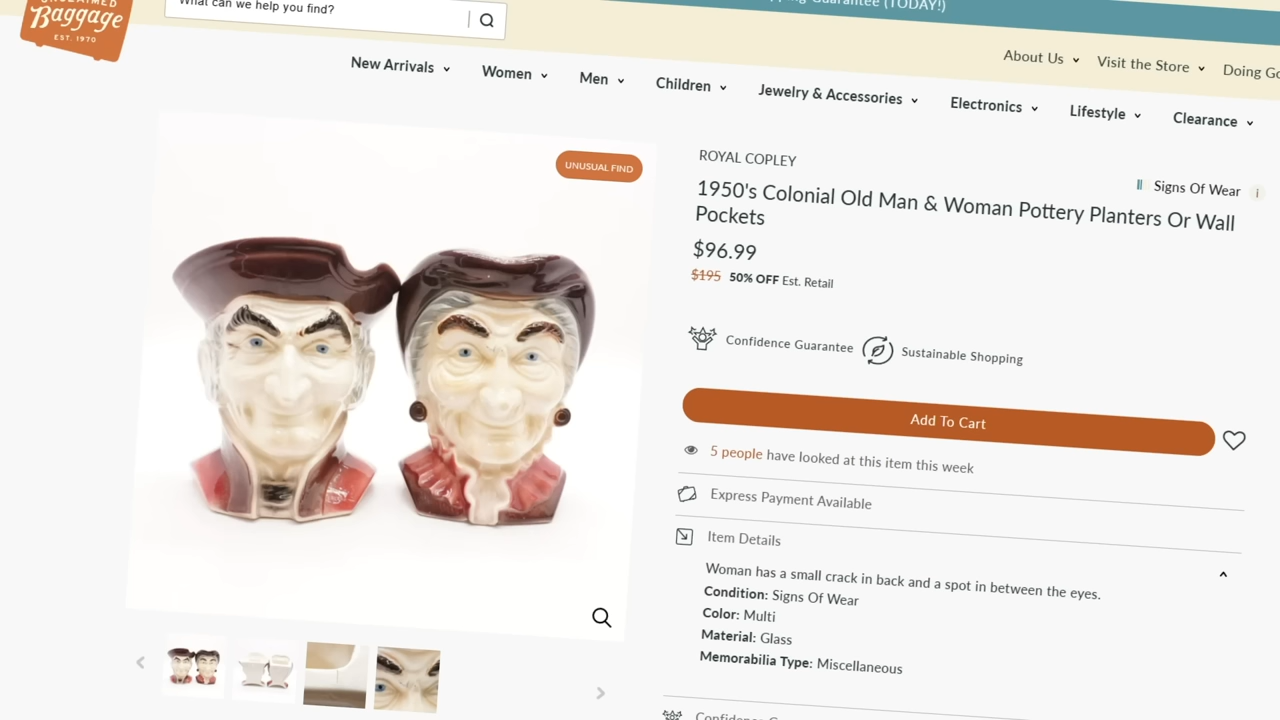 Baggage
EST. 1970
What can we help you find?
Guarantee (TODAY!)
About Us
Visit the Store
Doing
New Arrivals
Women
Men
Children
Jewelry & Accessories
Electronics
Lifestyle
Clearance
UNUSUAL FIND
ROYAL COPLEY
Signs Of Wear
i
1950's Colonial Old Man & Woman Pottery Planters Or Wall
Pockets
$96.99
$195 50% OFF Est. Retail
Confidence Guarantee
Sustainable Shopping
Add To Cart
5 people have looked at this item this week
Express Payment Available
Item Details
Woman has a small crack in back and a spot in between the eyes.
Condition: Signs Of Wear
Color: Multi
Material: Glass
Memorabilia Type: Miscellaneous